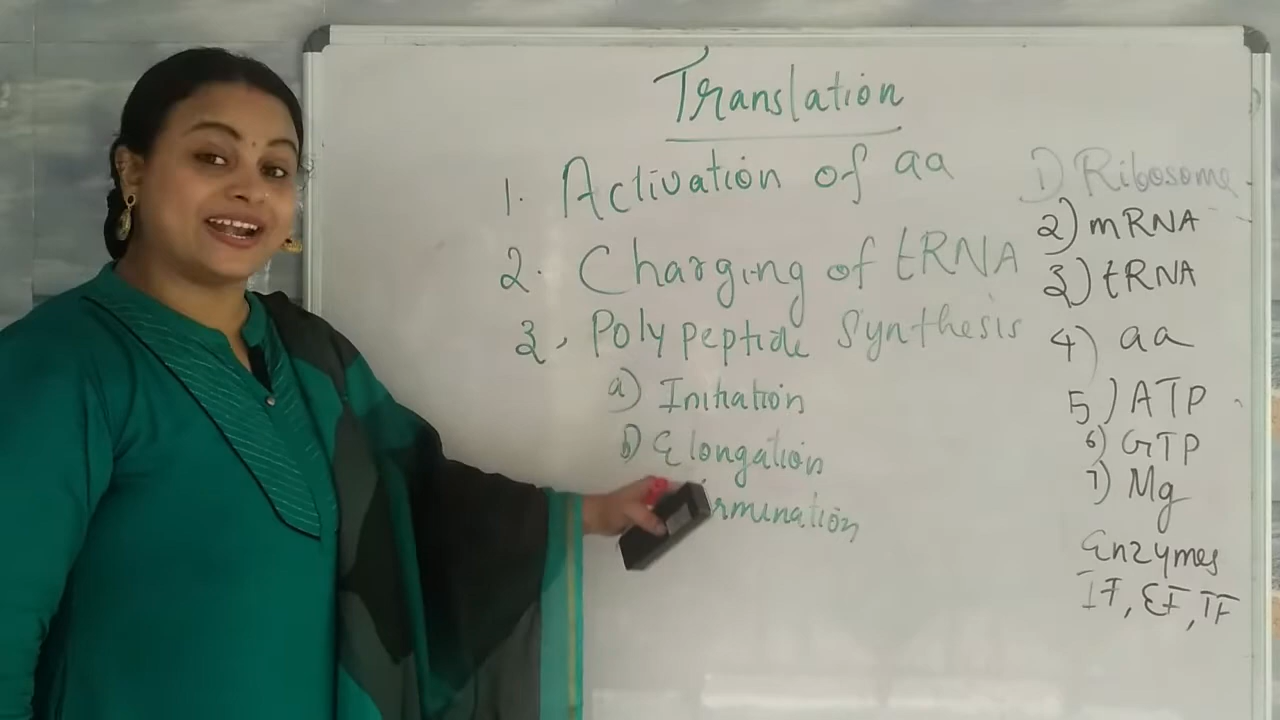 Translation
1. Activation of aa
2. Charging of tRNA
3. Polypeptide Synthesis
a) Initiation
b) Elongation
rmination
1) Ribosome
2) mRNA
3) tRNA
4) aa
5) ATP
6) GTP
7) Mg
Enzymes
IF, EF, TF